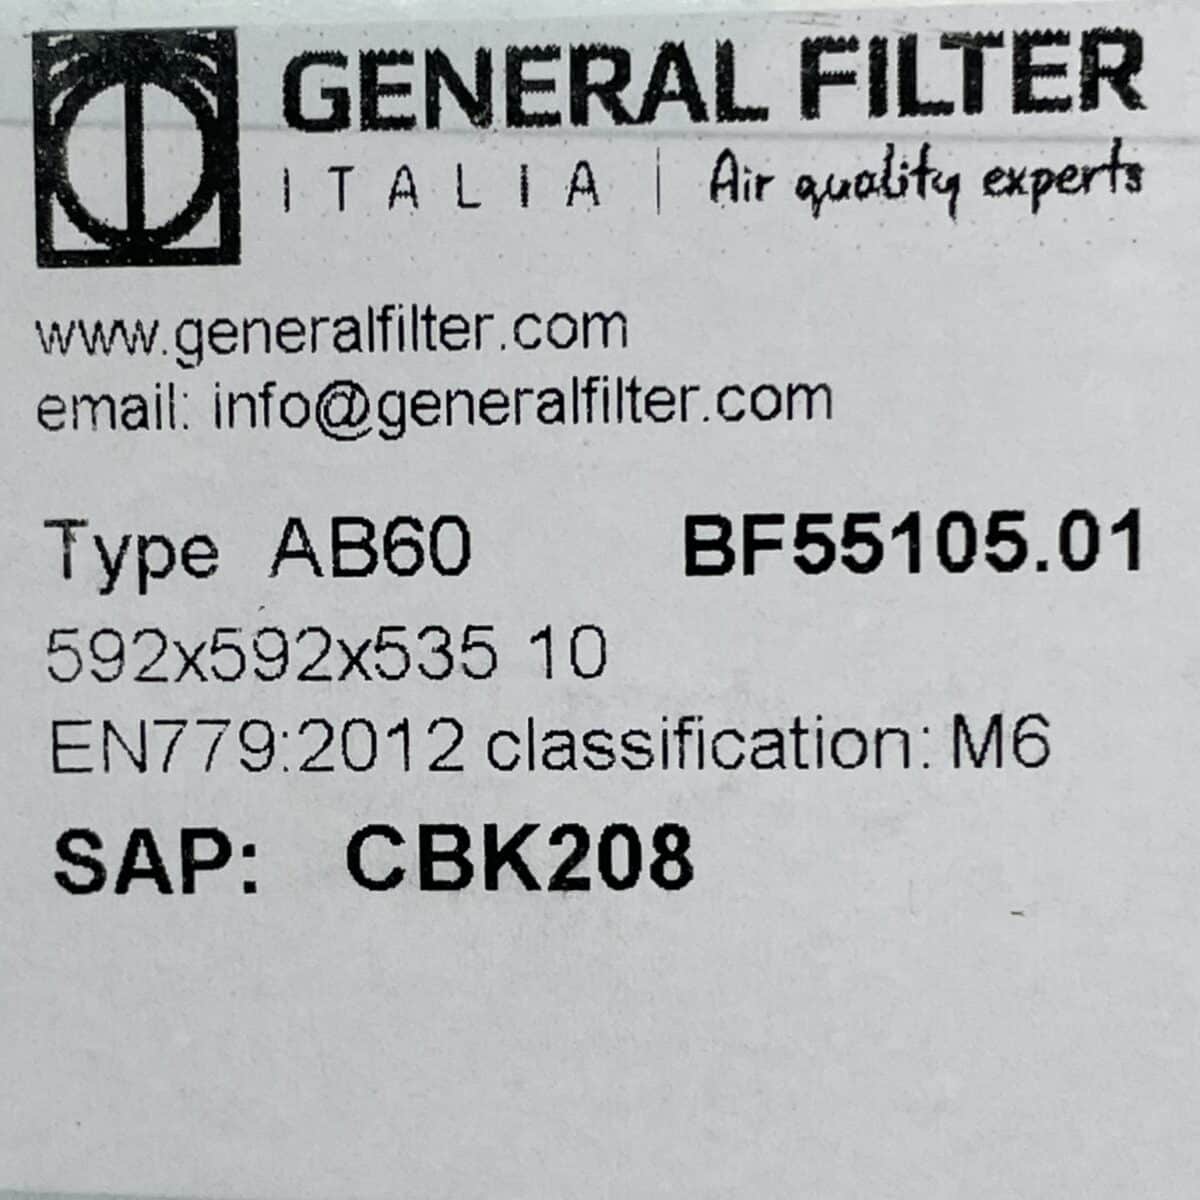 GENERAL FILTER
ITALIA | Air quality experts
www.generalfilter.com
email: info@generalfilter.com
Type AB60 BF55105.01
592x592x535 10
EN779:2012 classification: M6
SAP: CBK208